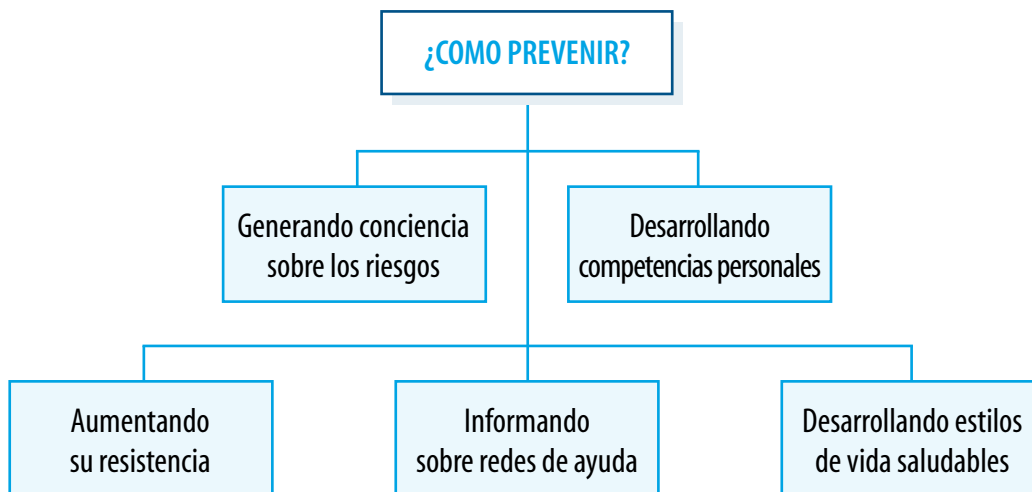 ¿COMO PREVENIR?
Generando conciencia
sobre los riesgos
Desarrollando
competencias personales
Aumentando
su resistencia
Informando
sobre redes de ayuda
Desarrollando estilos
de vida saludables